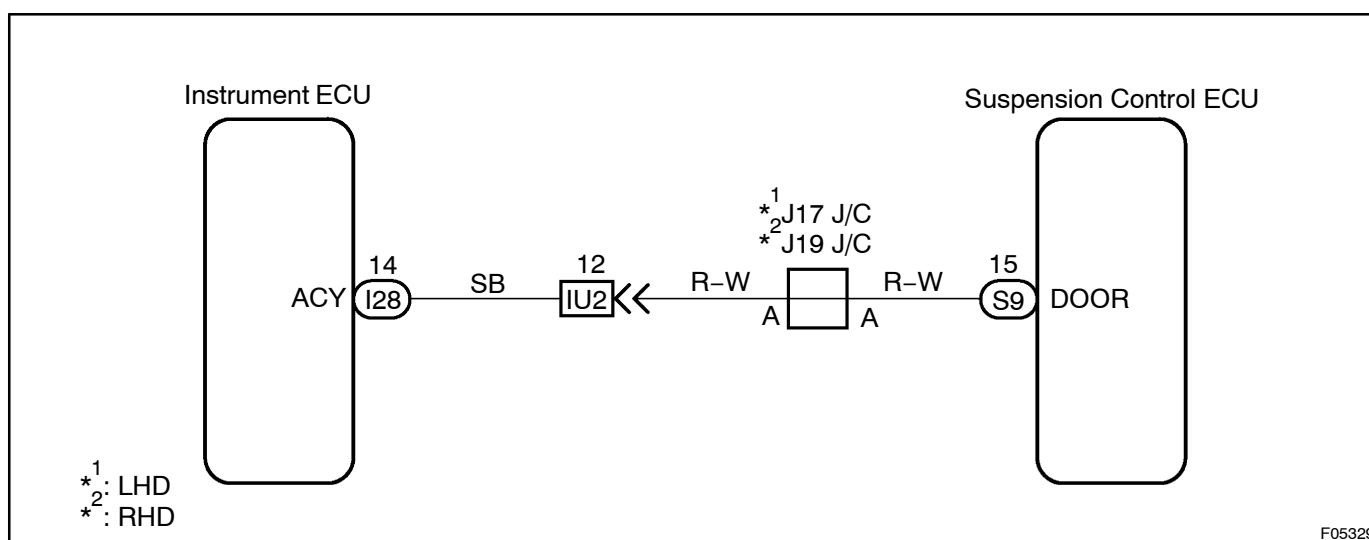 Instrument ECU
Suspension Control ECU
*1 J17 J/C
*2 J19 J/C
14
12
15
ACY
I28
SB
IU2
R−W
R−W
S9
DOOR
A
A
*1: LHD
*2: RHD
F05329